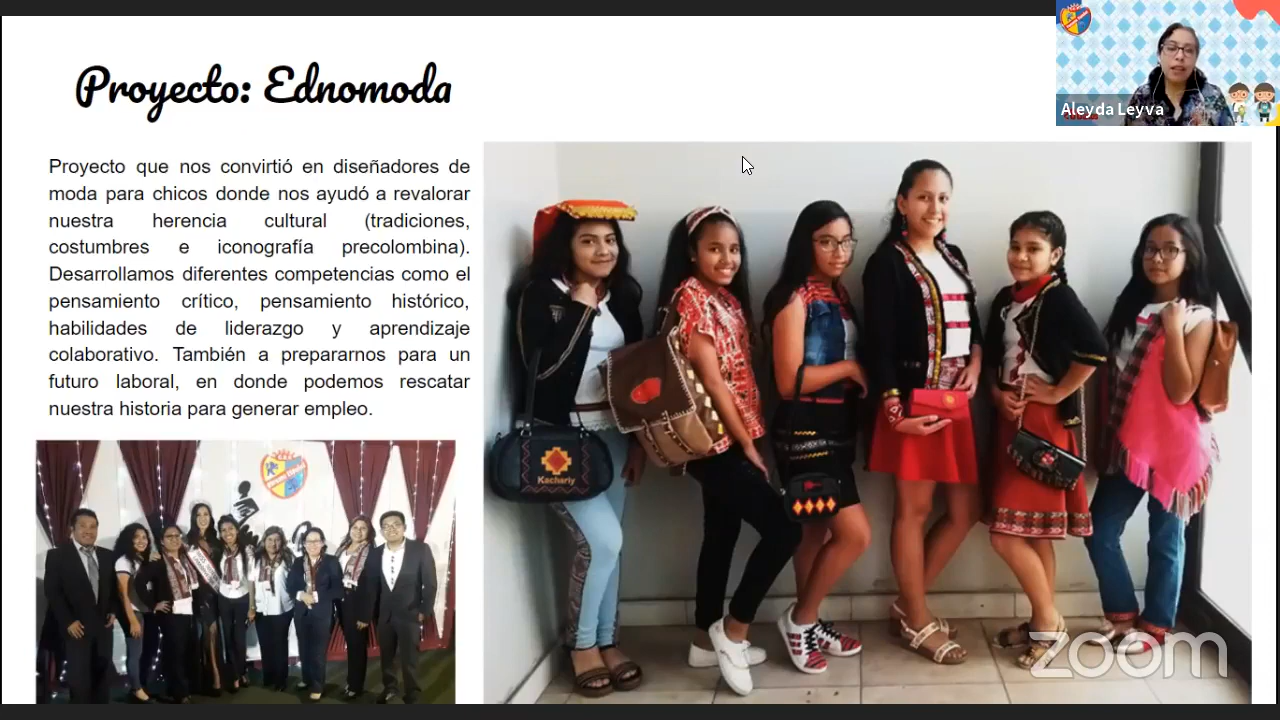 Proyecto: Ednomoda
Aleyda Leyva
Proyecto que nos convirtió en diseñadores de
moda para chicos donde nos ayudó a revalorar
nuestra herencia cultural (tradiciones,
costumbres e iconografía precolombina).
Desarrollamos diferentes competencias como el
pensamiento crítico, pensamiento histórico,
habilidades de liderazgo y aprendizaje
colaborativo. También a prepararnos para un
futuro laboral, en donde podemos rescatar
nuestra historia para generar empleo.
Kachariy
zoom